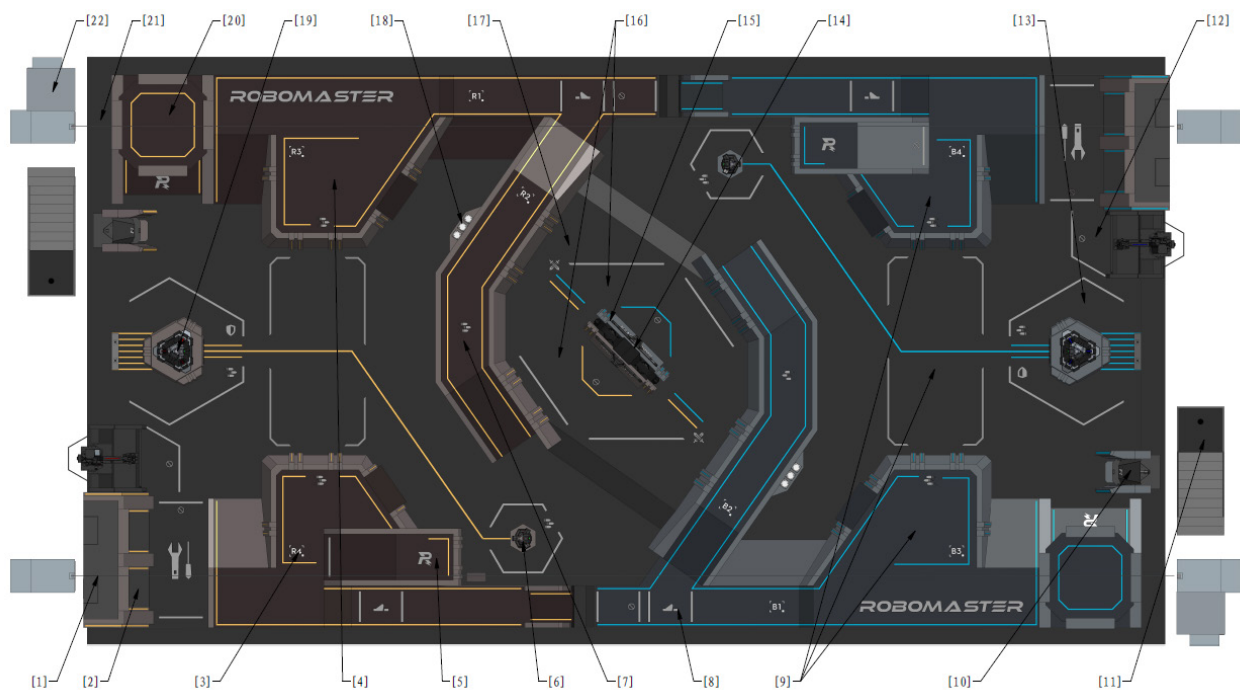 [22] [21] [20] [19] [18] [17] [16] [15] [14] [13] [12]
ROBOMASTER
R1
R3
B4
R2
R4
B2
B3
B1
ROBOMASTER
[1] [2] [3] [4] [5] [6] [7] [8] [9] [10] [11]